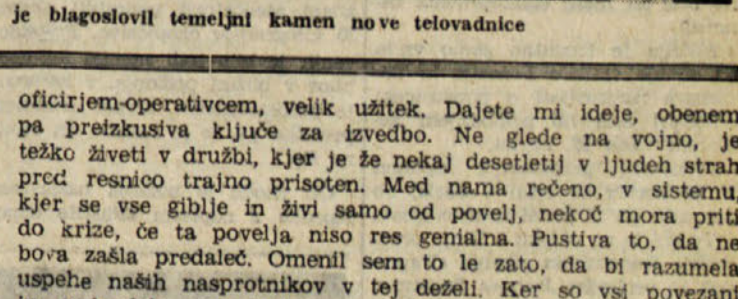 je blagoslovil temeljni kamen nove telovadnice
oficirjem-operativcem, velik užitek. Dajete mi ideje, obenem
pa preizkusiva ključe za izvedbo. Ne glede na vojno, je
težko živeti v družbi, kjer je že nekaj desetletij v ljudeh strah
pred resnico trajno prisoten. Med nama rečeno, v sistemu,
kjer se vse giblje in živi samo od povelj, nekoč mora priti
do krize, če ta povelja niso res genialna. Pustiva to, da ne
bova zašla predaleč. Omenil sem to le zato, da bi razumela
uspehe naših nasprotnikov v tej deželi. Ker so vsi povezani